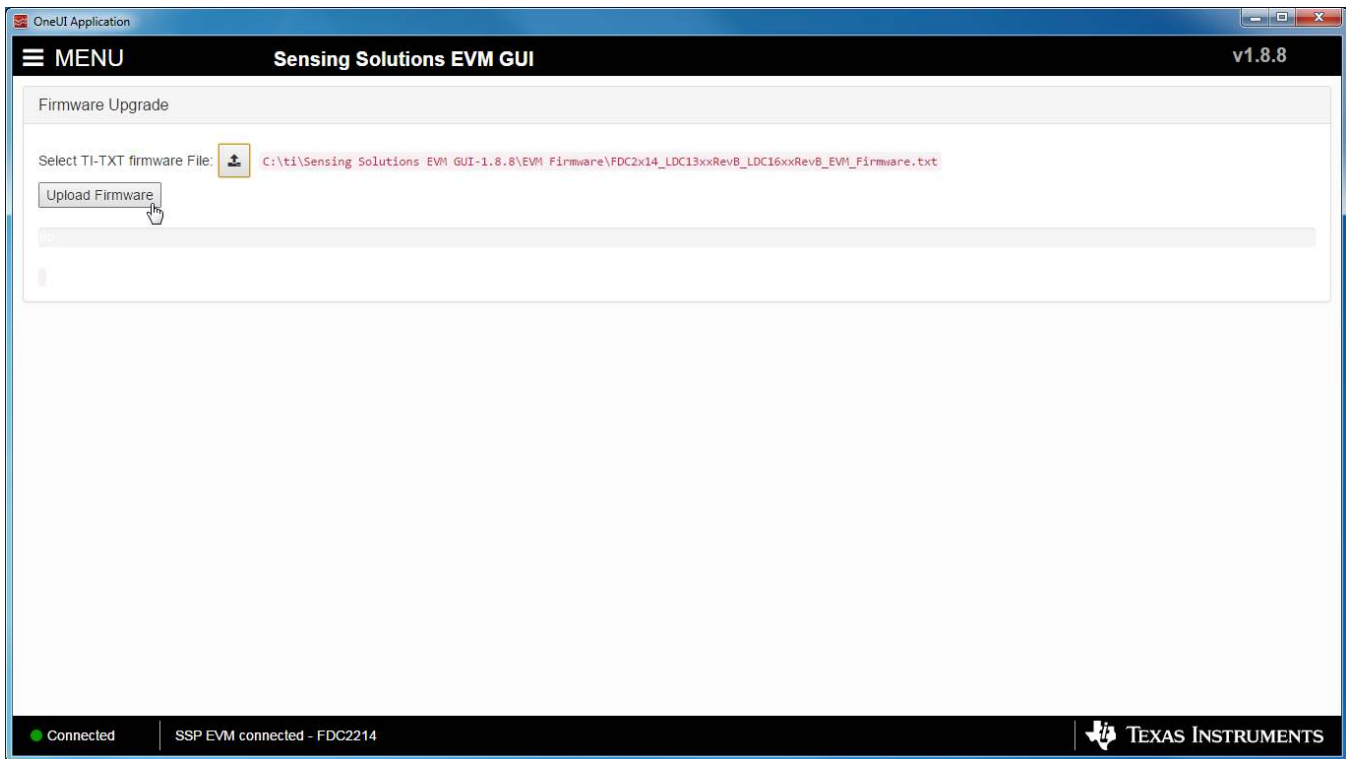 OneUI Application
MENU Sensing Solutions EVM GUI v1.8.8
Firmware Upgrade
Select TI-TXT firmware File: C:\ti\Sensing Solutions EVM GUI-1.8.8\EVM Firmware\FDC2x14_LDC13xxRevB_LDC16xxRevB_EVM_Firmware.txt
Upload Firmware
Connected SSP EVM connected - FDC2214 TEXAS INSTRUMENTS